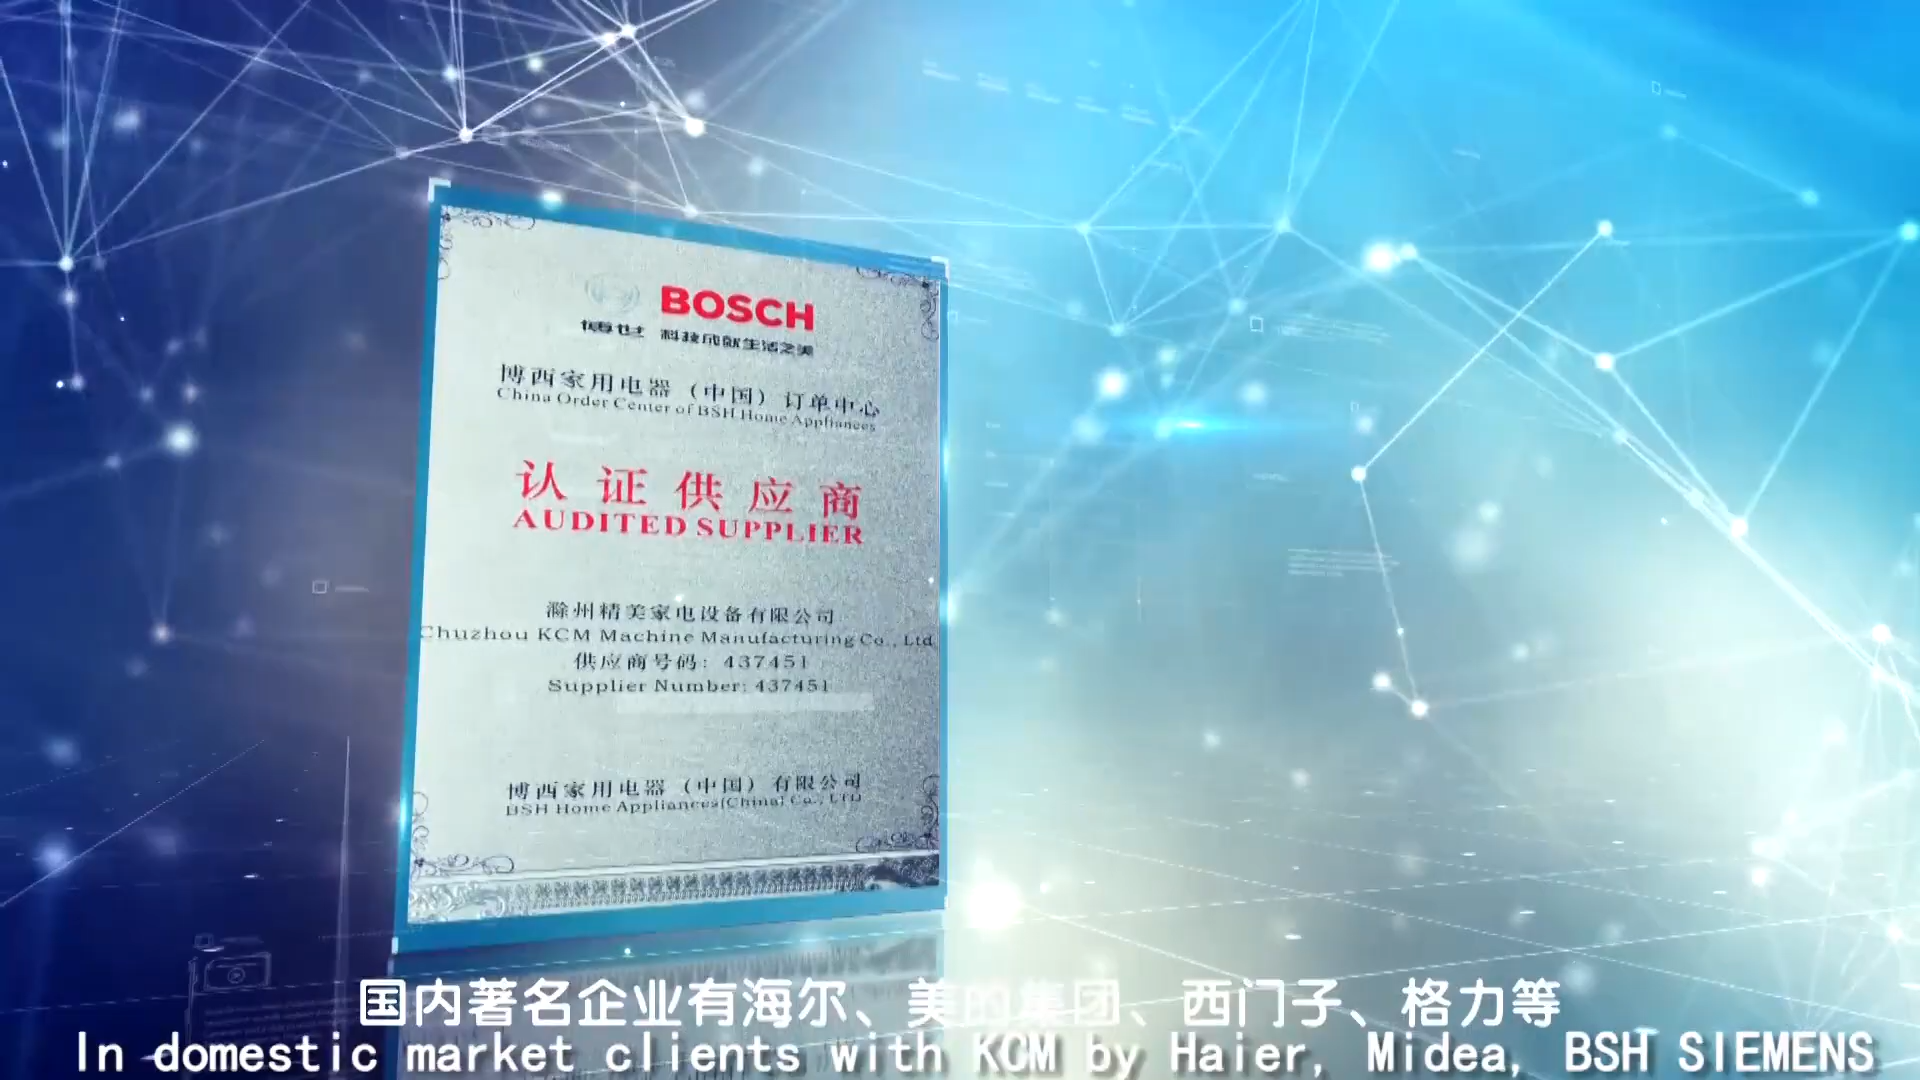 BOSCH
博世 科技成就生活之美
博西家用电器（中国）订单中心
China Order Center of BSH Home Appliances
认证供应商
AUDITED SUPPLIER
滁州精美家电设备有限公司
Chuzhou KCM Machine Manufacturing Co., Ltd
供应商号码: 437451
Supplier Number: 437451
博西家用电器（中国）有限公司
BSH Home Appliances(China) Co., LTD
国内著名企业有海尔、美的集团、西门子、格力等
In domestic market clients with KCM by Haier, Midea, BSH SIEMENS